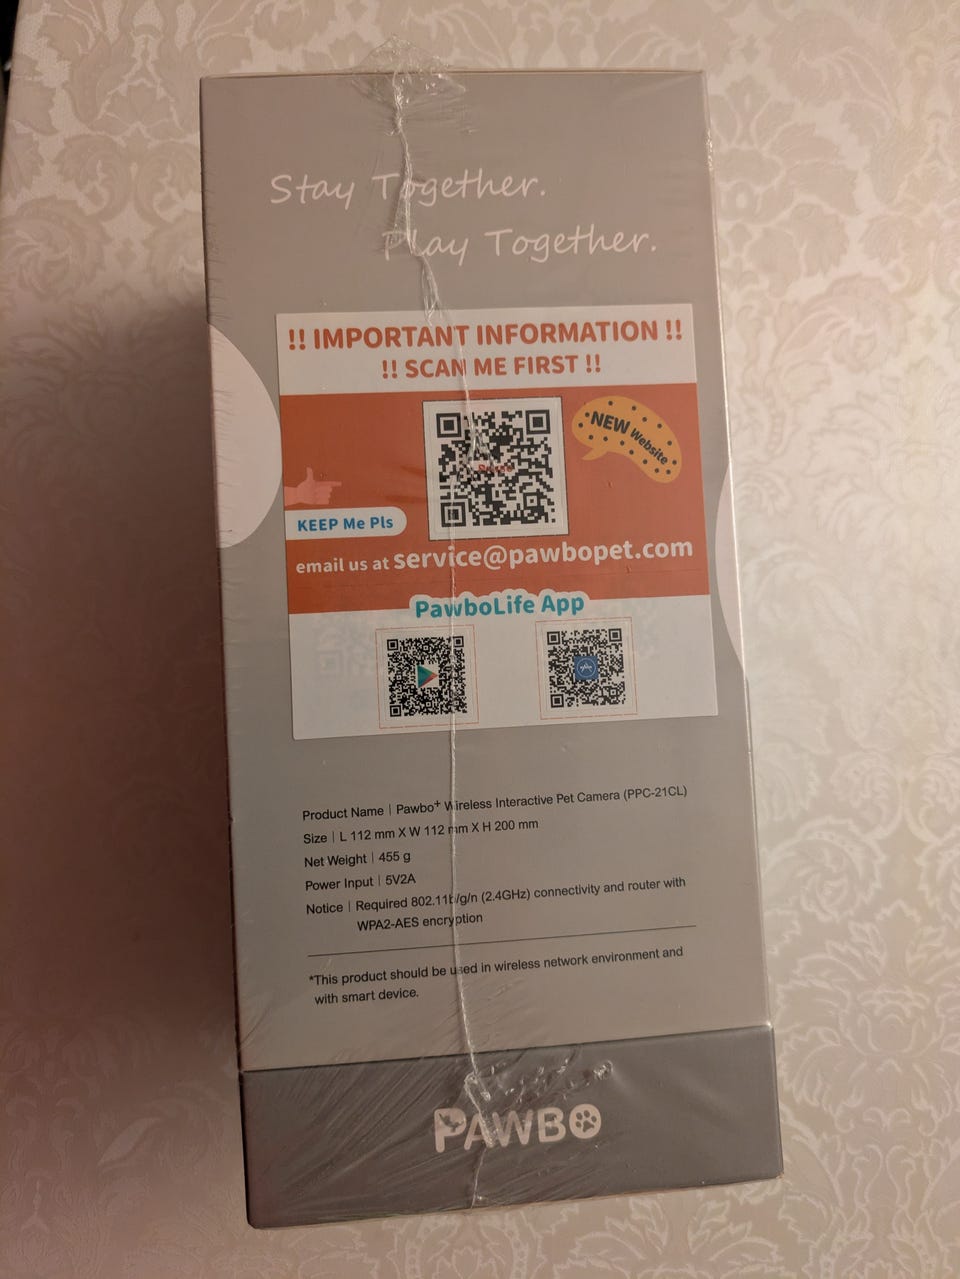 Stay Together.
Play Together.
!! IMPORTANT INFORMATION !!
!! SCAN ME FIRST !!
NEW Website
KEEP Me Pls
email us at service@pawbopet.com
PawboLife App
Product Name | Pawbo⁺ Wireless Interactive Pet Camera (PPC-21CL)
Size | L 112 mm X W 112 mm X H 200 mm
Net Weight | 455 g
Power Input | 5V2A
Notice | Required 802.11b/g/n (2.4GHz) connectivity and router with
WPA2-AES encryption
*This product should be used in wireless network environment and
with smart device.
PAWBO